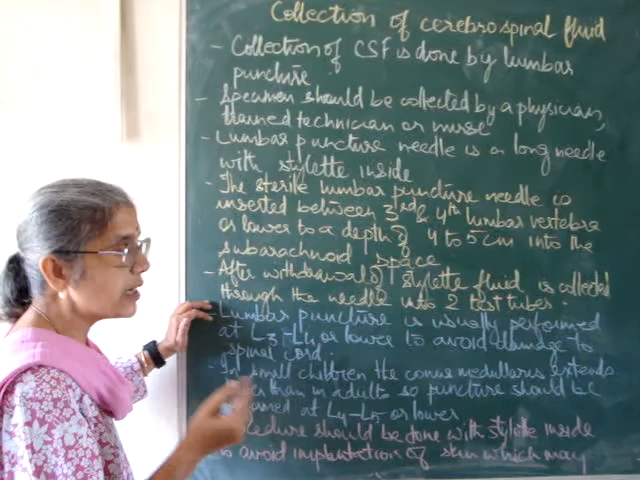 Collection of cerebrospinal fluid
- Collection of CSF is done by lumbar
puncture.
- Specimen should be collected by a physician,
trained technician or nurse
- Lumbar puncture needle is a long needle
with stylette inside
- The sterile lumbar puncture needle is
inserted between 3rd & 4th lumbar vertebra
or lower to a depth of 4 to 5 cm into the
subarachnoid space
- After withdrawal of stylette fluid is collected
through the needle into 2 test tubes.
- Lumbar puncture is usually performed
at L3-L4 or lower to avoid damage to
spinal cord.
- In small children the conus medullaris extends
than in adults so puncture should be
at L4-L5 or lower
should be done with stylette inside
to avoid implantation of skin which may